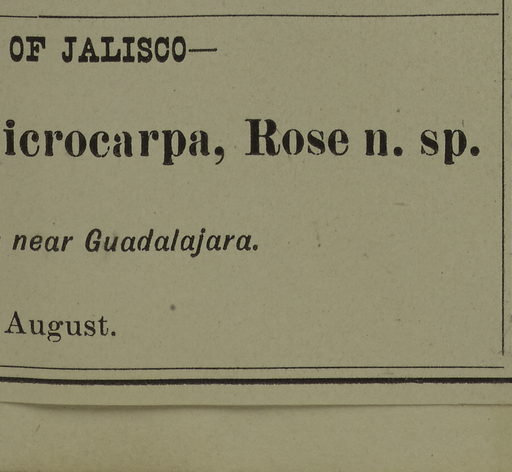 OF JALISCO—
icrocarpa, Rose n. sp.
near Guadalajara.
August.